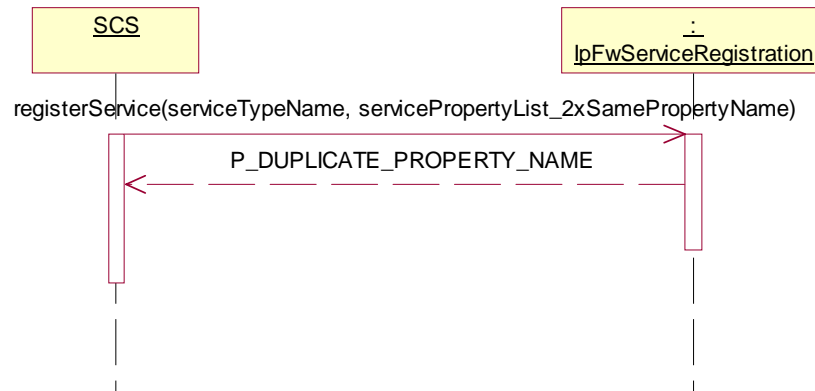 SCS
:
IpFwServiceRegistration
registerService(serviceTypeName, servicePropertyList_2xSamePropertyName)
P_DUPLICATE_PROPERTY_NAME